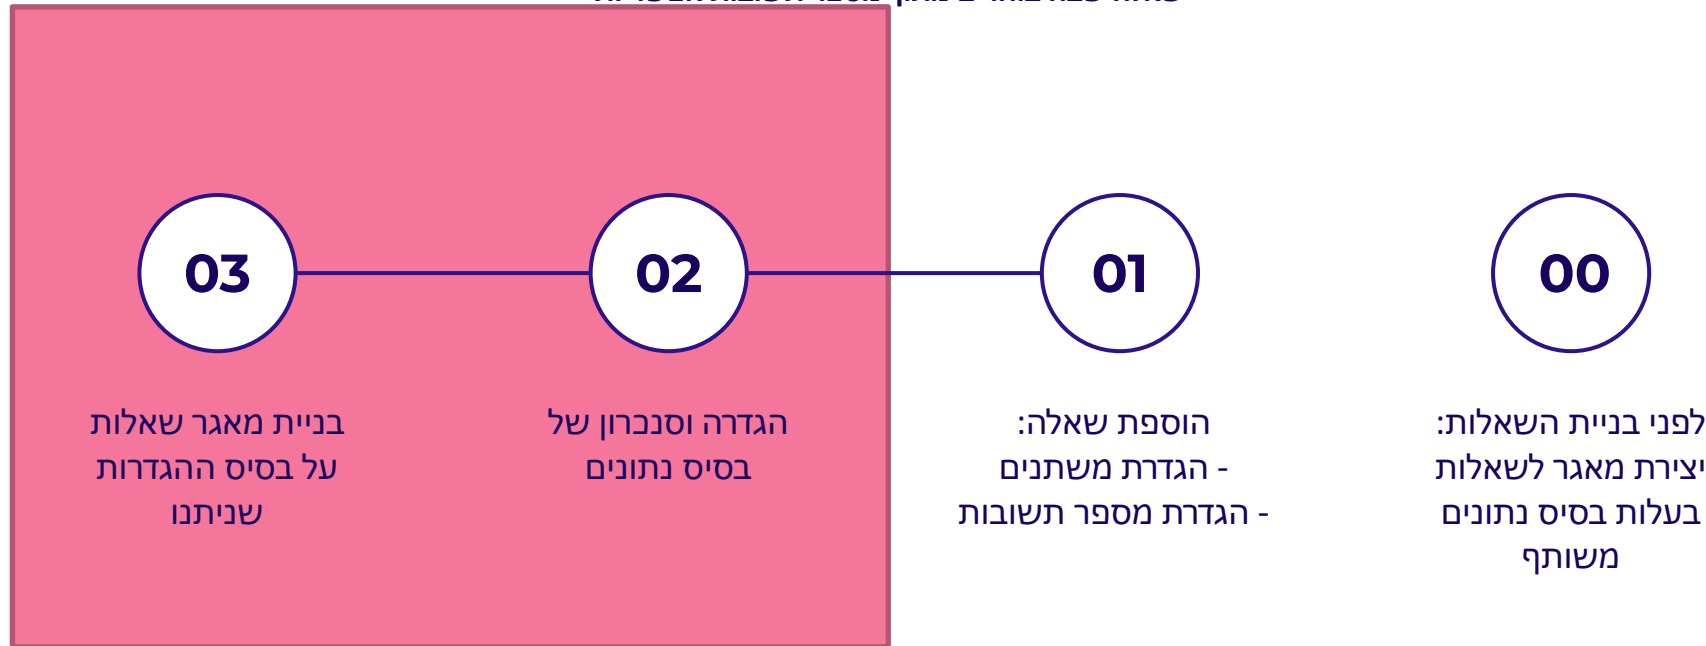 00
לפני בניית השאלות:
יצירת מאגר לשאלות
בעלות בסיס נתונים
משותף
01
הוספת שאלה:
- הגדרת משתנים
- הגדרת מספר תשובות
02
הגדרה וסנכרון של
בסיס נתונים
03
בניית מאגר שאלות
על בסיס ההגדרות
שניתנו